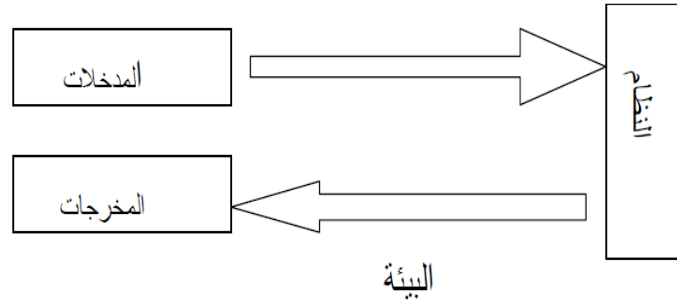 المدخلات
النظام
المخرجات
البيئة